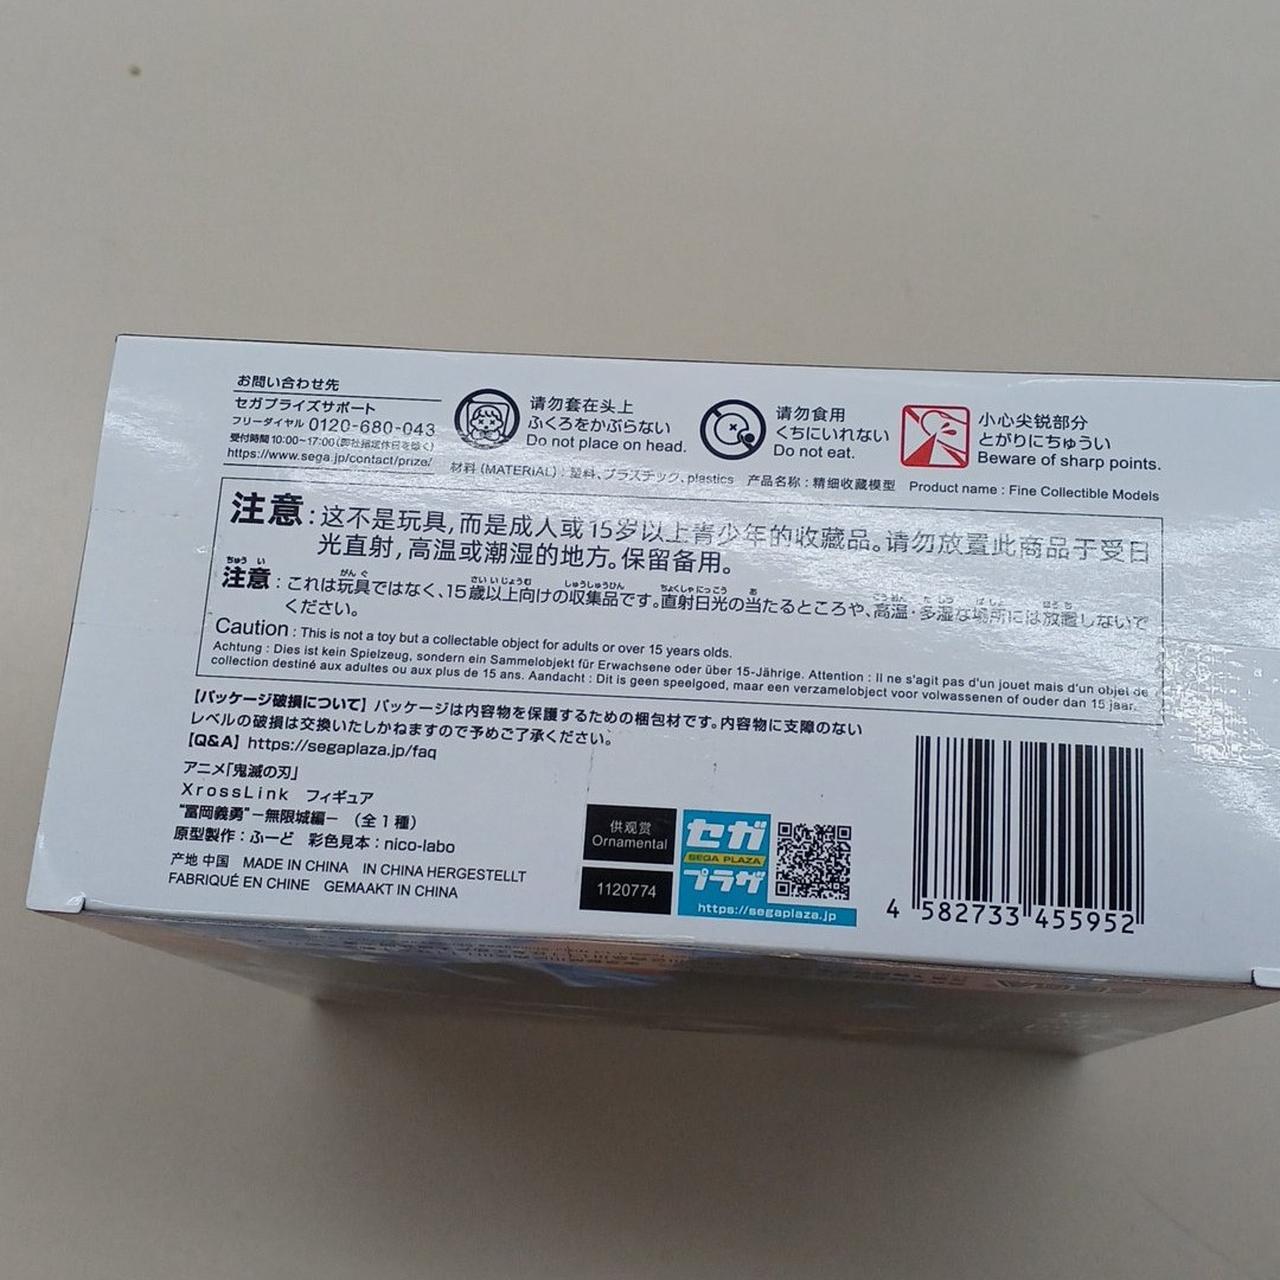 お問い合わせ先
セガプライズサポート
フリーダイヤル 0120-680-043
受付時間 10:00~17:00(弊社指定休日を除く)
https://www.sega.jp/contact/prize/
请勿套在头上
ふくろをかぶらない
Do not place on head.
请勿食用
くちにいれない
Do not eat.
小心尖锐部分
とがりにちゅうい
Beware of sharp points.
材料 (MATERIAL) : 塑料、プラスチック、plastics 产品名称 : 精细收藏模型 Product name : Fine Collectible Models
注意 : 这不是玩具,而是成人或15岁以上青少年的收藏品。请勿放置此商品于受日
光直射,高温或潮湿的地方。保留备用。
注意 : これは玩具ではなく、15歳以上向けの収集品です。直射日光の当たるところや、高温・多湿な場所には放置しないで
ください。
Caution : This is not a toy but a collectable object for adults or over 15 years olds.
Achtung : Dies ist kein Spielzeug, sondern ein Sammelobjekt für Erwachsene oder über 15-Jährige. Attention : Il ne s'agit pas d'un jouet mais d'un objet de
collection destiné aux adultes ou aux plus de 15 ans. Aandacht : Dit is geen speelgoed, maar een verzamelobject voor volwassenen of ouder dan 15 jaar.
【パッケージ破損について】パッケージは内容物を保護するための梱包材です。内容物に支障のない
レベルの破損は交換いたしかねますので予めご了承ください。
【Q&A】https://segaplaza.jp/faq
アニメ「鬼滅の刃」
XrossLink フィギュア
"冨岡義勇"-無限城編- (全1種)
原型製作 : ふーど 彩色見本 : nico-labo
产地 中国 MADE IN CHINA IN CHINA HERGESTELLT
FABRIQUÉ EN CHINE GEMAAKT IN CHINA
供观赏
Ornamental
1120774
セガ
SEGA PLAZA
プラザ
https://segaplaza.jp
4 582733 455952